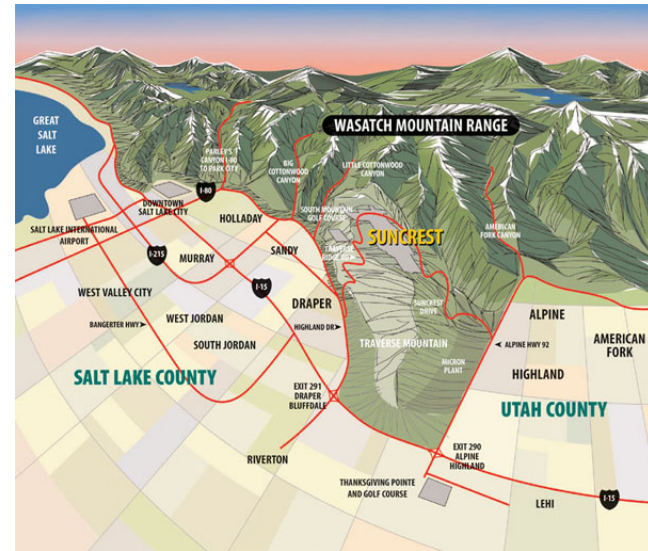 WASATCH MOUNTAIN RANGE
GREAT
SALT
LAKE
PARLEY'S
CANYON I-80
TO PARK CITY
BIG
COTTONWOOD
CANYON
LITTLE COTTONWOOD
CANYON
I-80
DOWNTOWN
SALT LAKE CITY
SOUTH MOUNTAIN
GOLF COURSE
HOLLADAY
SALT LAKE INTERNATIONAL
AIRPORT
SUNCREST
AMERICAN
FORK CANYON
I-215
MURRAY
SANDY
I-15
WEST VALLEY CITY
DRAPER
SUNCREST
DRIVE
ALPINE
BANGERTER HWY
WEST JORDAN
HIGHLAND DR
SOUTH JORDAN
TRAVERSE MOUNTAIN
ALPINE HWY 92
AMERICAN
FORK
MICRON
PLANT
HIGHLAND
SALT LAKE COUNTY
EXIT 291
DRAPER
BLUFFDALE
UTAH COUNTY
RIVERTON
EXIT 290
ALPINE
HIGHLAND
THANKSGIVING POINTE
AND GOLF COURSE
LEHI
I-15